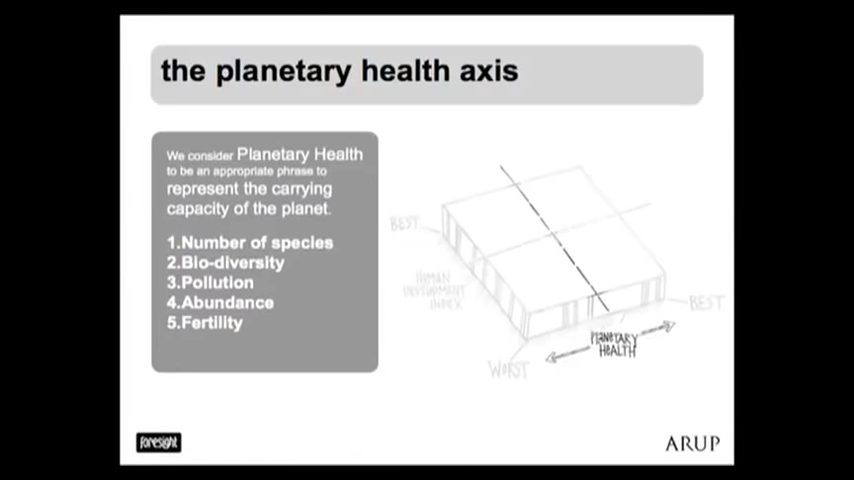 the planetary health axis
We consider Planetary Health
to be an appropriate phrase to
represent the carrying
capacity of the planet.
1.Number of species
2.Bio-diversity
3.Pollution
4.Abundance
5.Fertility
BEST
HUMAN
DEVELOPMENT
INDEX
BEST
PLANETARY
HEALTH
WORST
foresight
ARUP